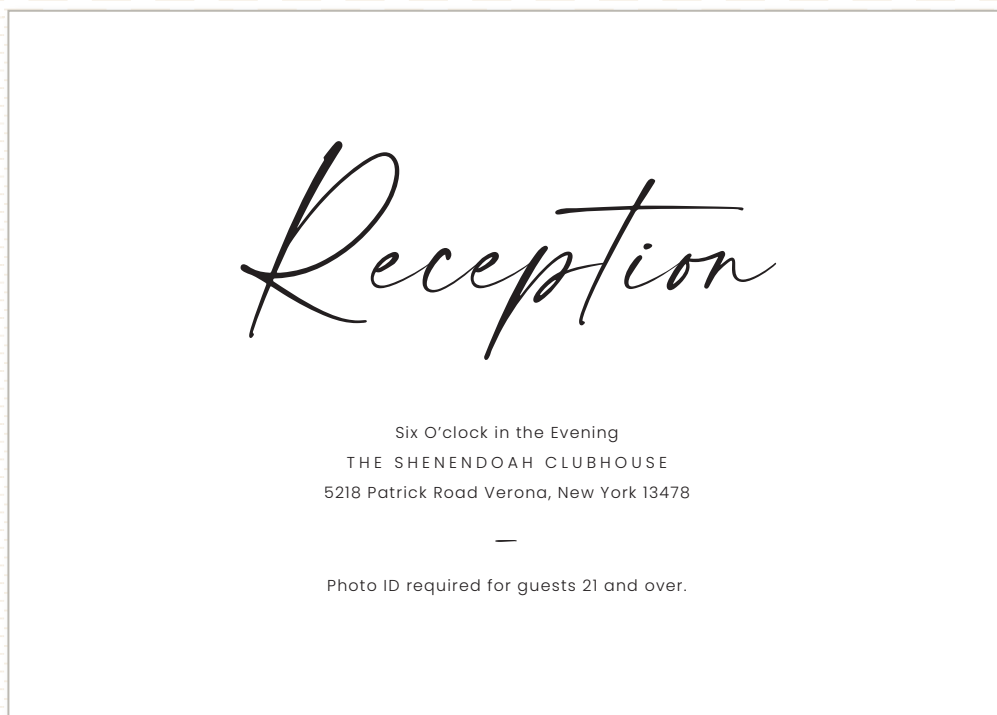 Reception
Six O’clock in the Evening
THE SHENENDOAH CLUBHOUSE
5218 Patrick Road Verona, New York 13478
—
Photo ID required for guests 21 and over.